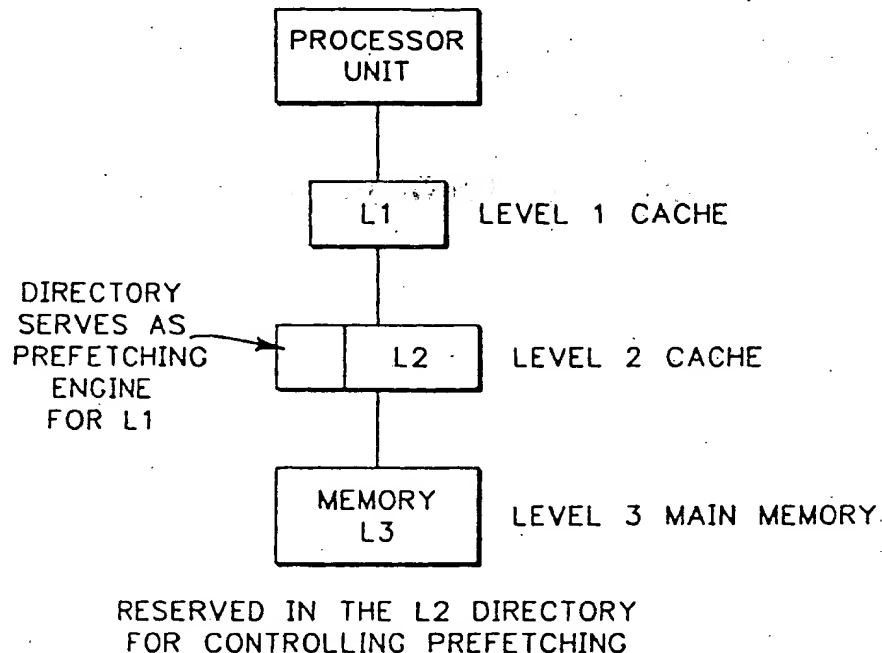 PROCESSOR
UNIT
L1
LEVEL 1 CACHE
DIRECTORY
SERVES AS
PREFETCHING
ENGINE
FOR L1
L2
LEVEL 2 CACHE
MEMORY
L3
LEVEL 3 MAIN MEMORY
RESERVED IN THE L2 DIRECTORY
FOR CONTROLLING PREFETCHING